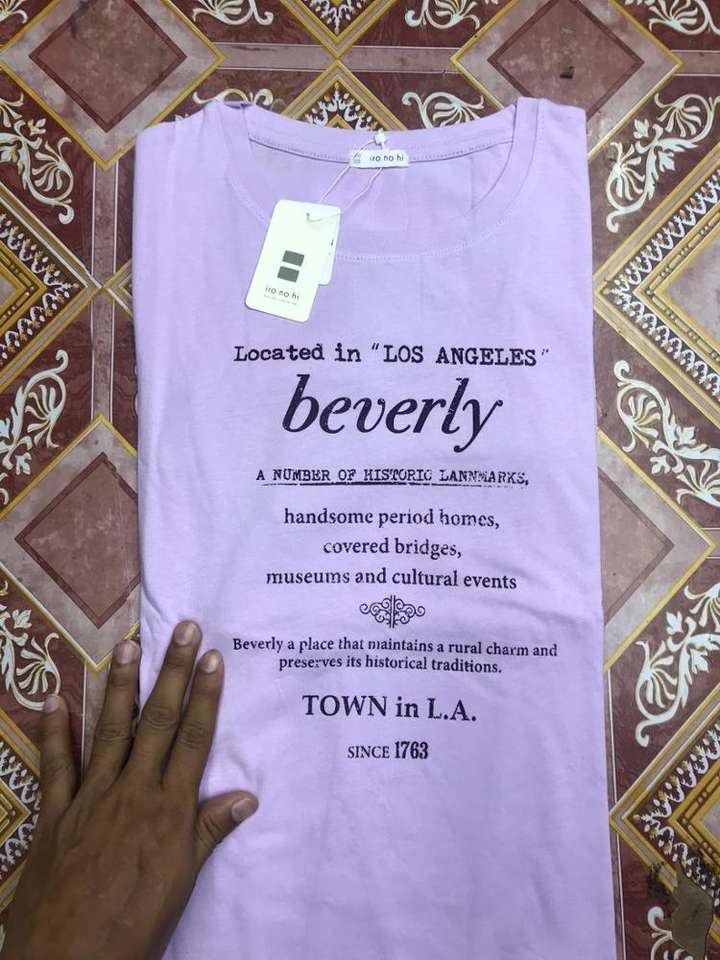 iro no hi
iro no hi
Located in "LOS ANGELES"
beverly
A NUMBER OF HISTORIC LANNMARKS,
handsome period homes,
covered bridges,
museums and cultural events
Beverly a place that maintains a rural charm and
preserves its historical traditions.
TOWN in L.A.
SINCE 1763